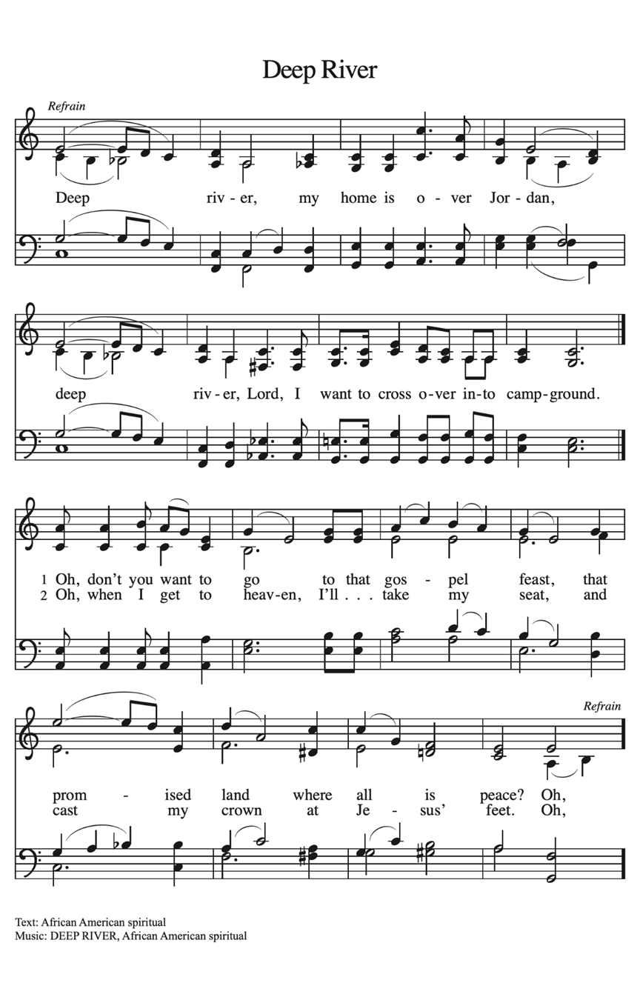 Deep River
Refrain
Deep riv - er, my home is o - ver Jor - dan,
deep riv - er, Lord, I want to cross o - ver in - to camp - ground.
1 Oh, don't you want to go to that gos - pel feast, that
2 Oh, when I get to heav - en, I'll . . . take my seat, and
Refrain
prom - ised land where all is peace? Oh,
cast my crown at Je - sus' feet. Oh,
Text: African American spiritual
Music: DEEP RIVER, African American spiritual